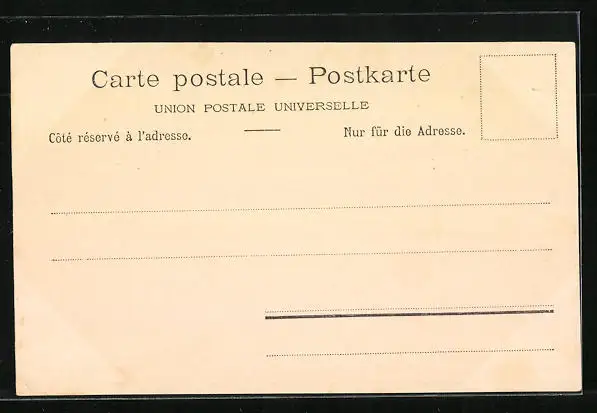 Carte postale — Postkarte
UNION POSTALE UNIVERSELLE
Côté réservé à l'adresse. Nur für die Adresse.